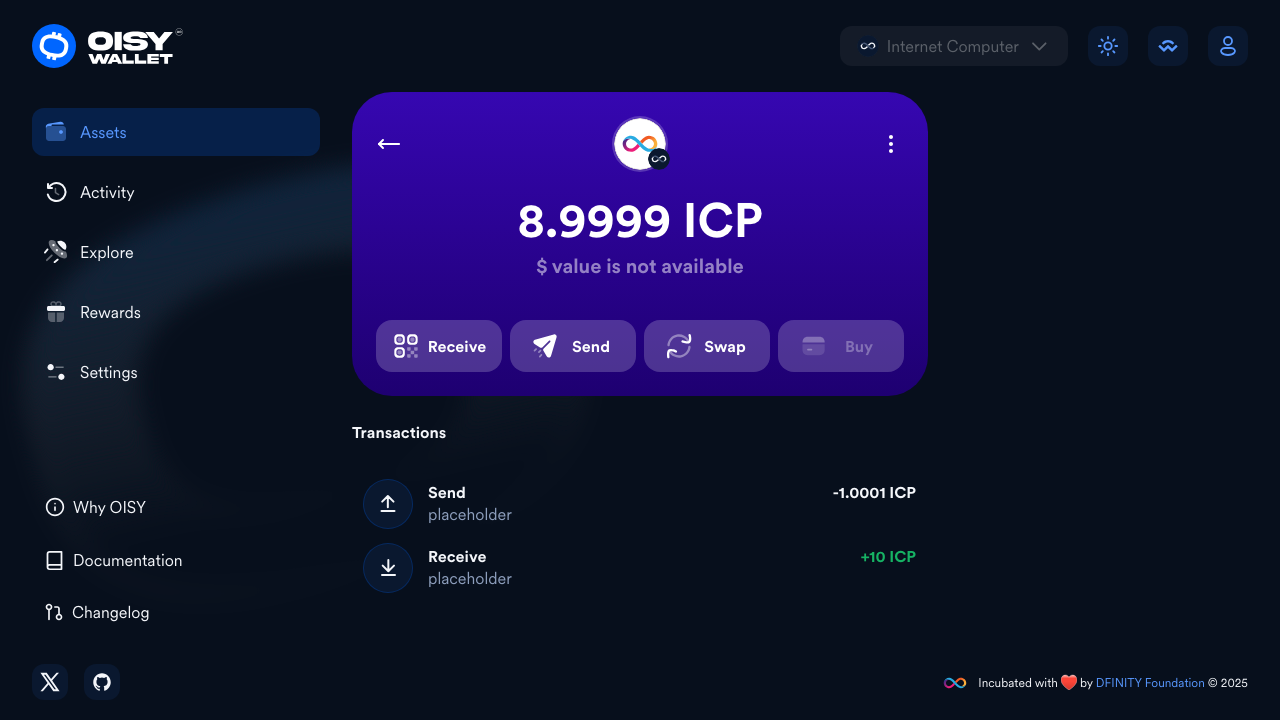 OISY
WALLET
Internet Computer
Assets
Activity
Explore
Rewards
Settings
Why OISY
Documentation
Changelog
8.9999 ICP
$ value is not available
Receive
Send
Swap
Buy
Transactions
Send
-1.0001 ICP
placeholder
Receive
+10 ICP
placeholder
Incubated with ❤️ by DFINITY Foundation © 2025